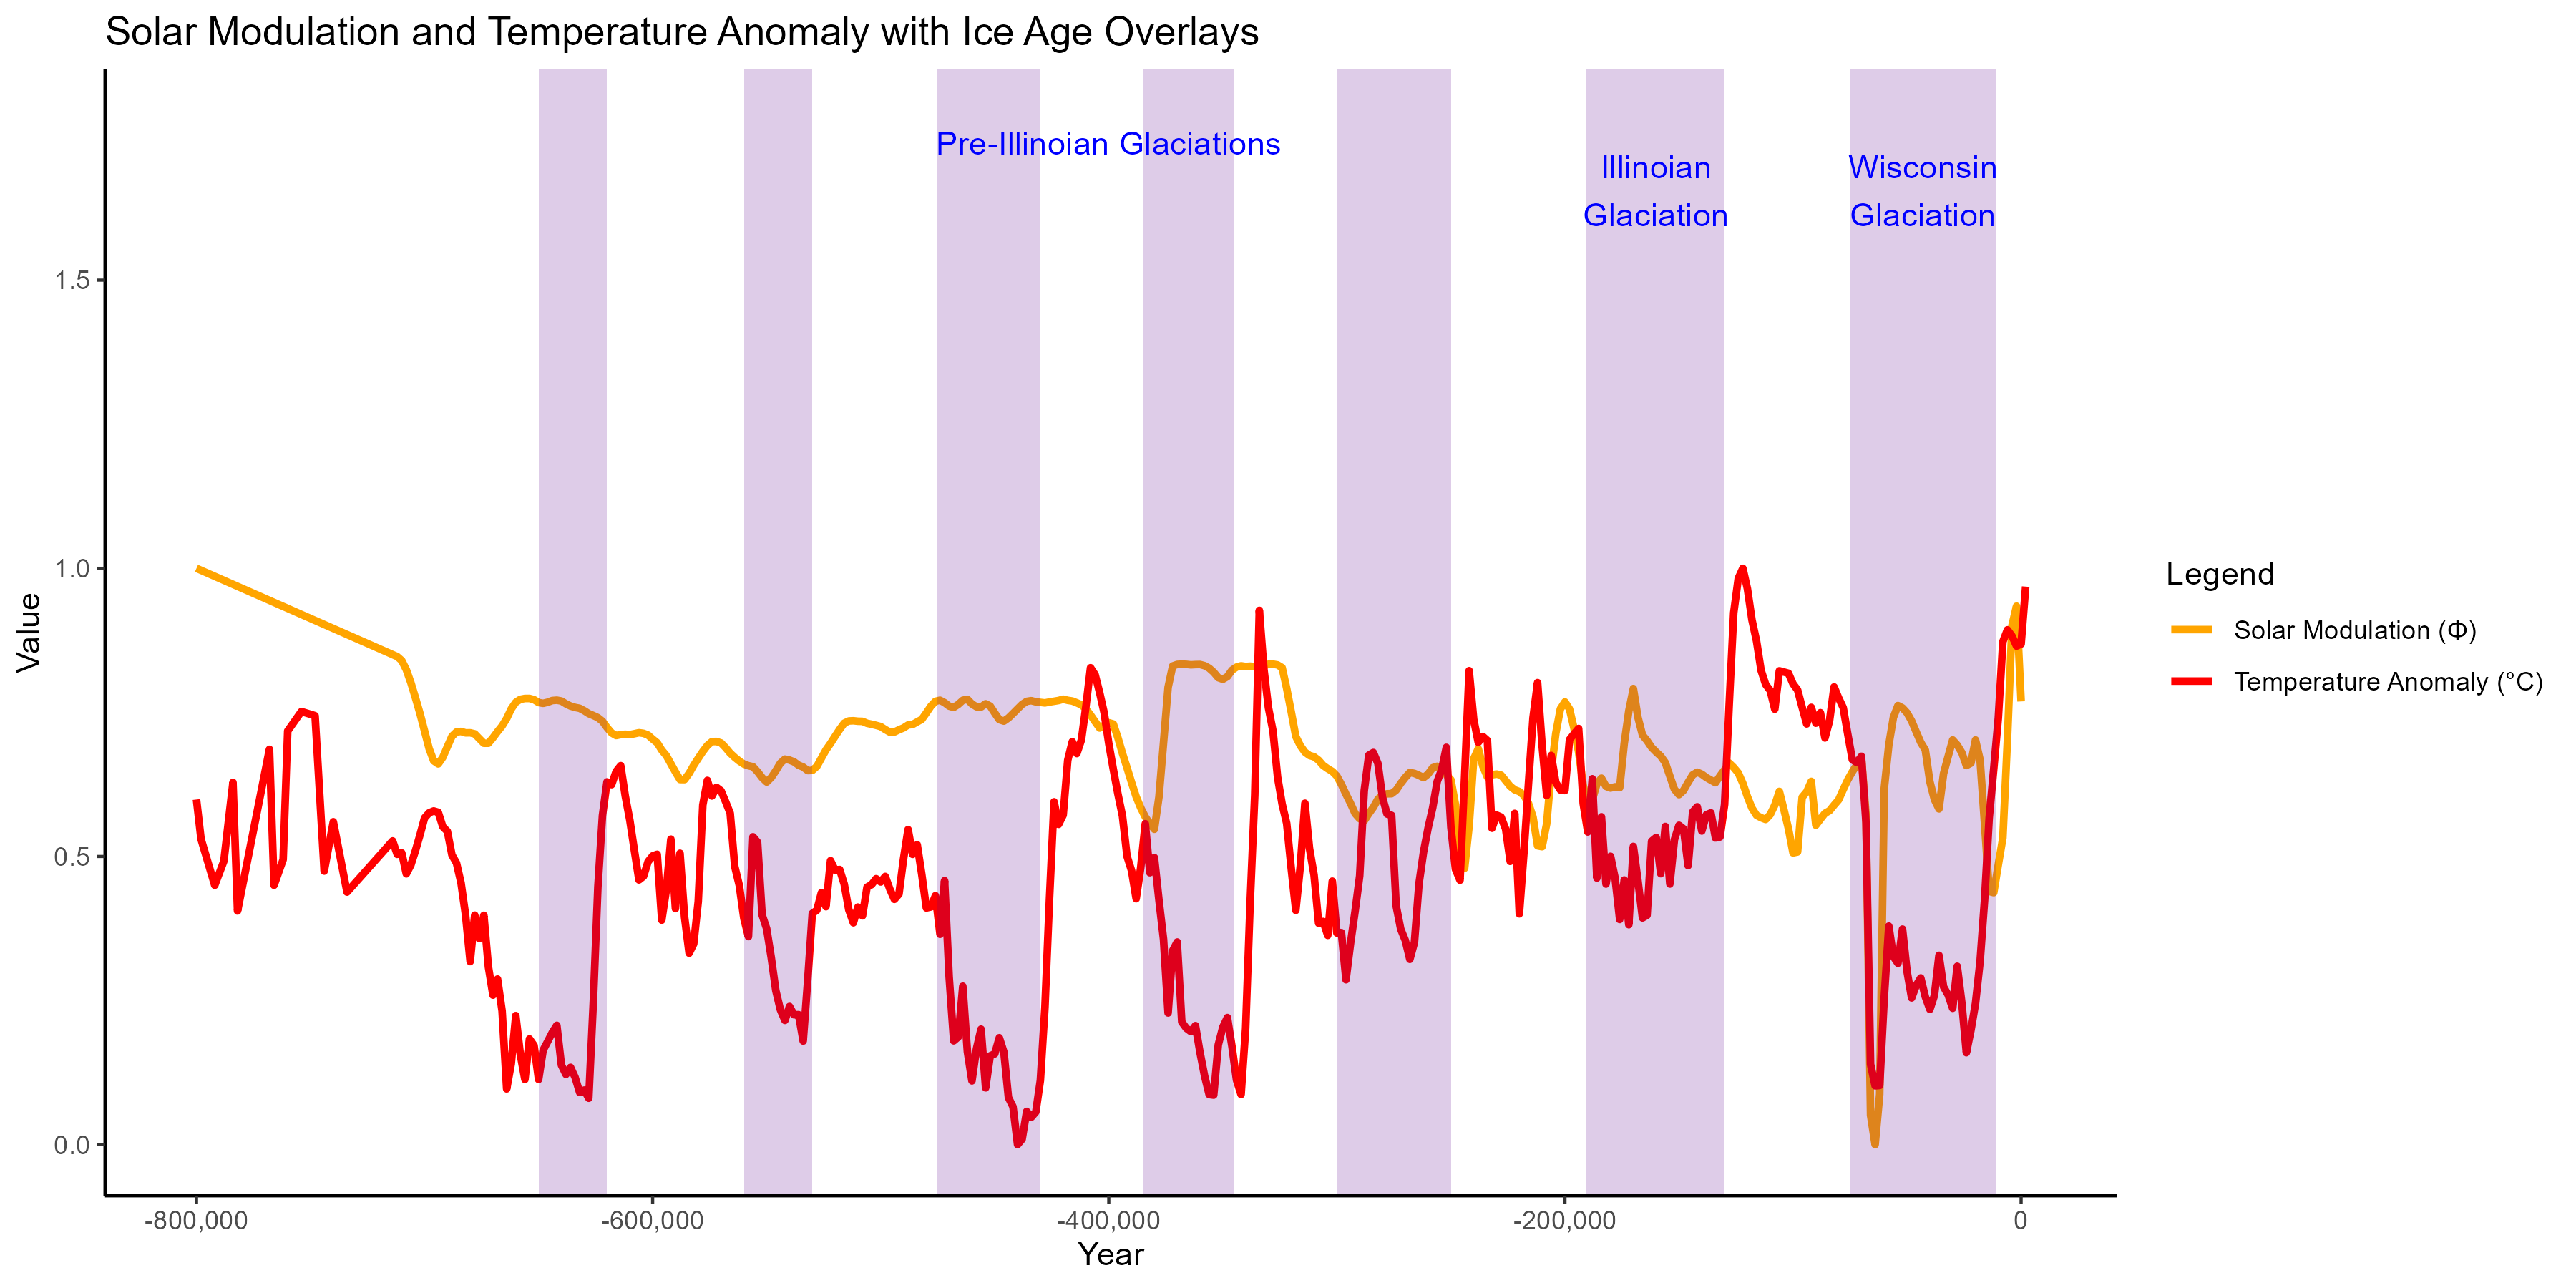 Solar Modulation and Temperature Anomaly with Ice Age Overlays
Pre-Illinoian Glaciations
Illinoian
Glaciation
Wisconsin
Glaciation
1.5
1.0
0.5
0.0
Value
-800,000
-600,000
-400,000
-200,000
0
Year
Legend
Solar Modulation (Φ)
Temperature Anomaly (°C)